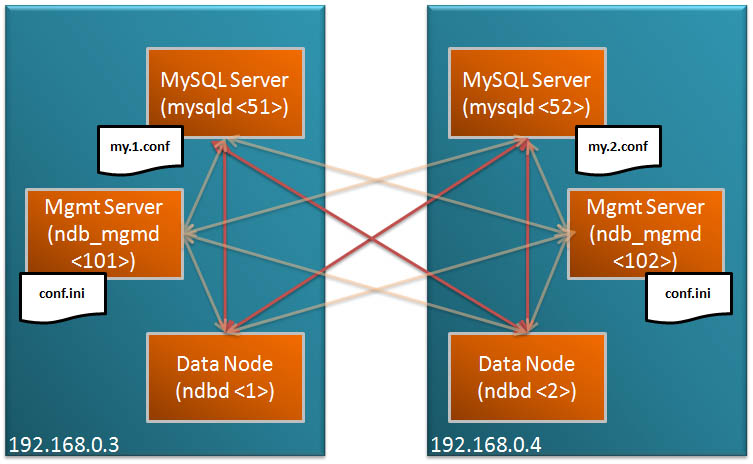 MySQL Server
(mysqld <51>)
my.1.conf
Mgmt Server
(ndb_mgmd
<101>)
conf.ini
Data Node
(ndbd <1>)
192.168.0.3
MySQL Server
(mysqld <52>)
my.2.conf
Mgmt Server
(ndb_mgmd
<102>)
conf.ini
Data Node
(ndbd <2>)
192.168.0.4